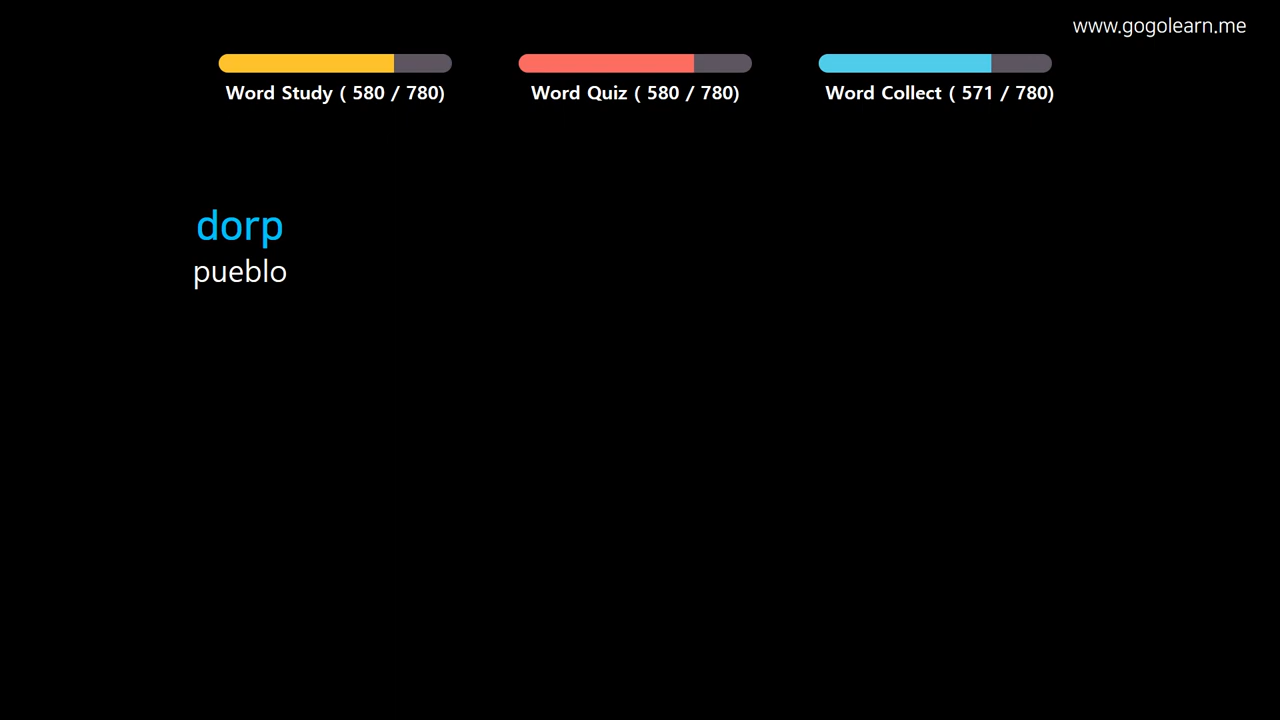 www.gogolearn.me
Word Study ( 580 / 780)
Word Quiz ( 580 / 780)
Word Collect ( 571 / 780)
dorp
pueblo